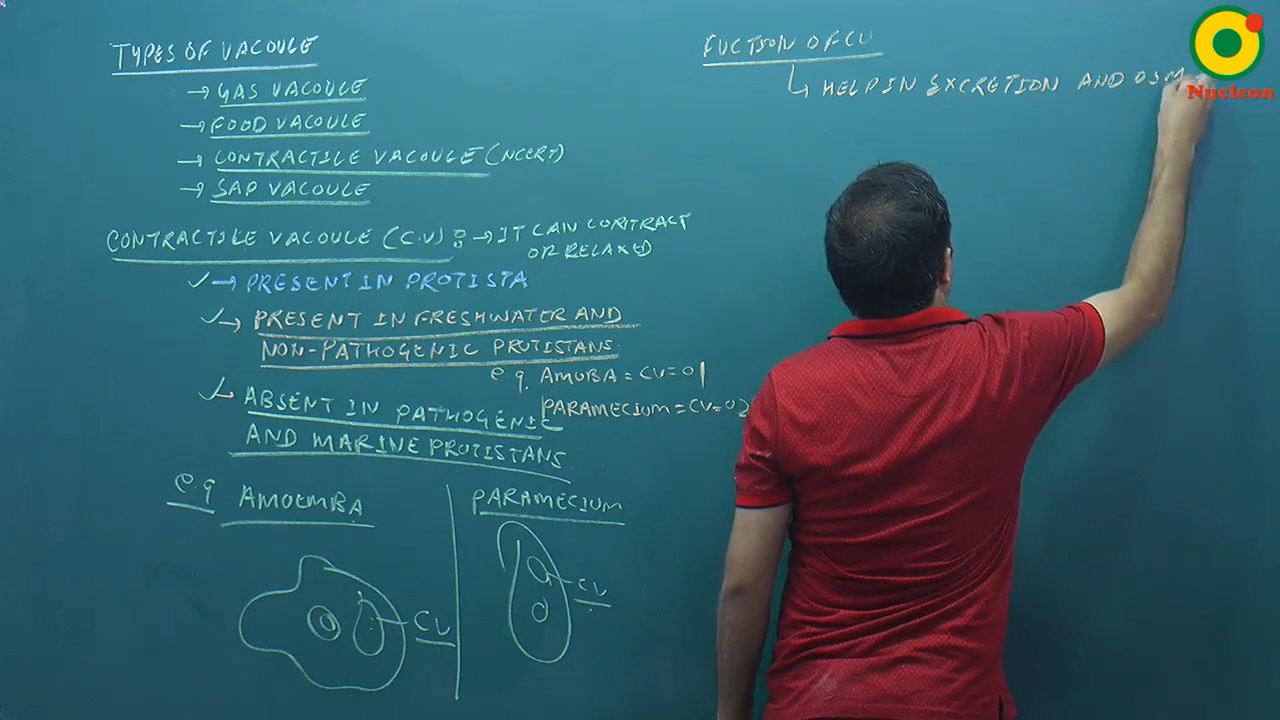 TYPES OF VACOULE
→ GAS VACOULE
→ FOOD VACOULE
→ CONTRACTILE VACOULE (NCERT)
→ SAP VACOULE
CONTRACTILE VACOULE (C.V) : → IT CAN CONTRACT
OR RELAXED
✓→ PRESENT IN PROTISTA
✓→ PRESENT IN FRESHWATER AND
NON-PATHOGENIC PROTISTANS
e.g. AMOBA = CV=01
PARAMECIUM = CV=02
ABSENT IN PATHOGENIC
AND MARINE PROTISTANS
e.g AMOEMBA
CV
PARAMECIUM
CV
FUCTION OF CV
↳ HELP IN EXCRETION AND OSM
Nucleon